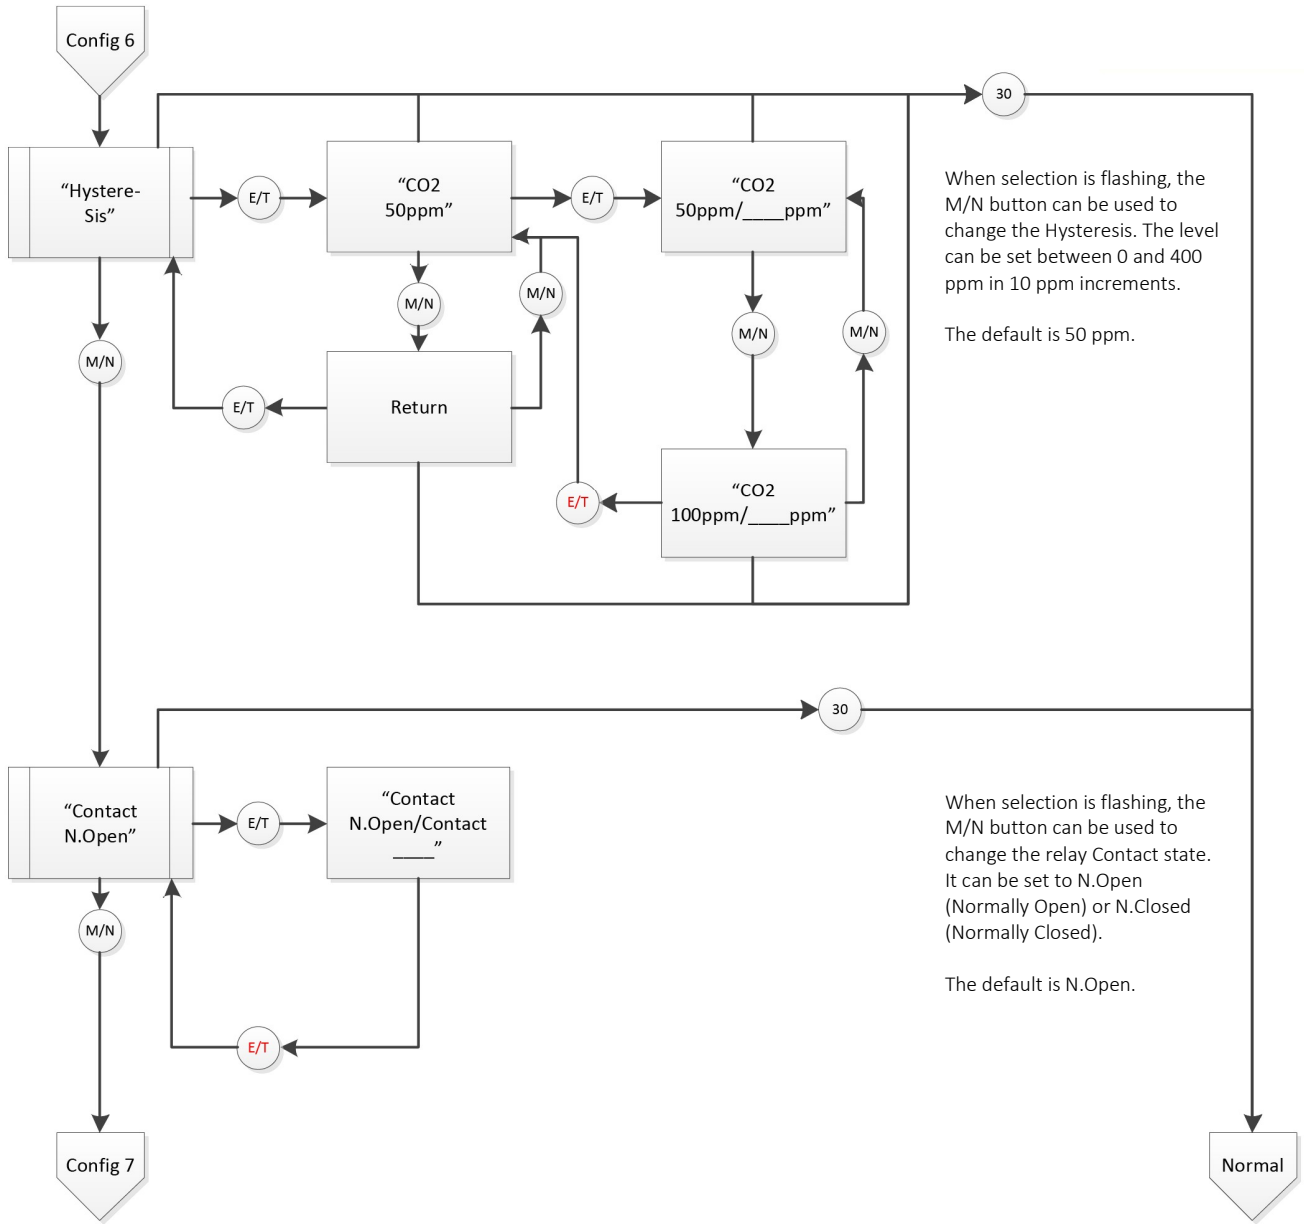 Config 6
30
“Hystere-
Sis”
E/T
“CO2
50ppm”
E/T
“CO2
50ppm/____ppm”
When selection is flashing, the
M/N button can be used to
change the Hysteresis. The level
can be set between 0 and 400
ppm in 10 ppm increments.
The default is 50 ppm.
M/N
M/N
M/N
M/N
M/N
E/T
Return
E/T
“CO2
100ppm/____ppm”
30
“Contact
N.Open”
E/T
“Contact
N.Open/Contact
____”
When selection is flashing, the
M/N button can be used to
change the relay Contact state.
It can be set to N.Open
(Normally Open) or N.Closed
(Normally Closed).
The default is N.Open.
M/N
E/T
Config 7
Normal